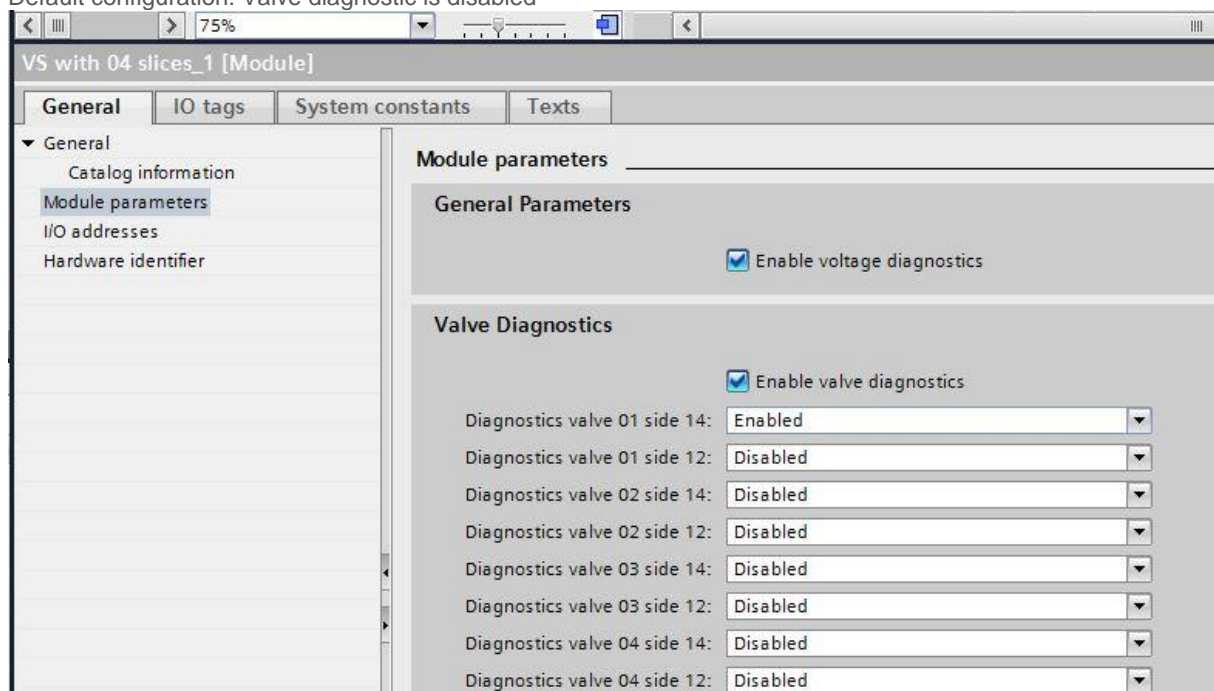 Default configuration: Valve diagnostic is disabled
75%
VS with 04 slices_1 [Module]
General IO tags System constants Texts
General
Catalog information
Module parameters
I/O addresses
Hardware identifier
Module parameters
General Parameters
Enable voltage diagnostics
Valve Diagnostics
Enable valve diagnostics
Diagnostics valve 01 side 14: Enabled
Diagnostics valve 01 side 12: Disabled
Diagnostics valve 02 side 14: Disabled
Diagnostics valve 02 side 12: Disabled
Diagnostics valve 03 side 14: Disabled
Diagnostics valve 03 side 12: Disabled
Diagnostics valve 04 side 14: Disabled
Diagnostics valve 04 side 12: Disabled